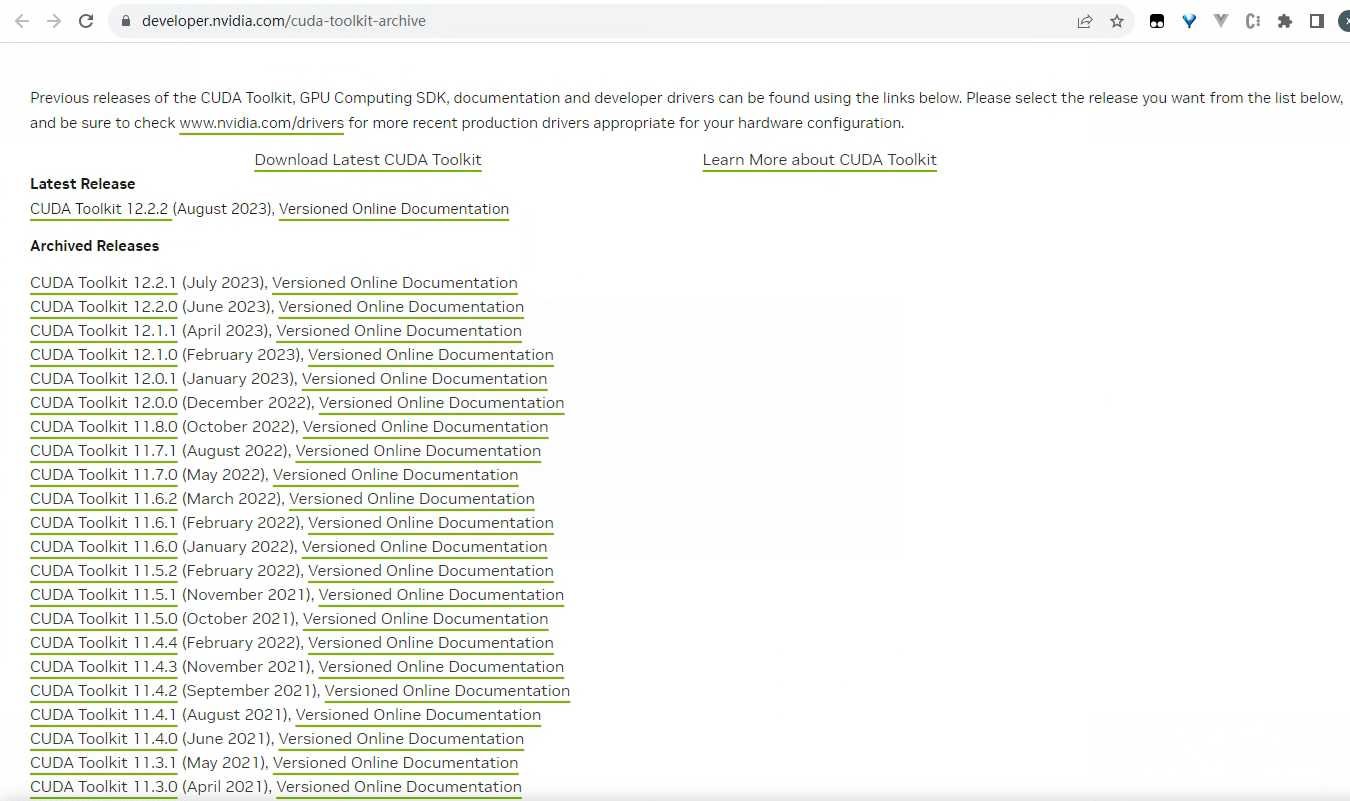 developer.nvidia.com/cuda-toolkit-archive
Previous releases of the CUDA Toolkit, GPU Computing SDK, documentation and developer drivers can be found using the links below. Please select the release you want from the list below,
and be sure to check www.nvidia.com/drivers for more recent production drivers appropriate for your hardware configuration.
Download Latest CUDA Toolkit Learn More about CUDA Toolkit
Latest Release
CUDA Toolkit 12.2.2 (August 2023), Versioned Online Documentation
Archived Releases
CUDA Toolkit 12.2.1 (July 2023), Versioned Online Documentation
CUDA Toolkit 12.2.0 (June 2023), Versioned Online Documentation
CUDA Toolkit 12.1.1 (April 2023), Versioned Online Documentation
CUDA Toolkit 12.1.0 (February 2023), Versioned Online Documentation
CUDA Toolkit 12.0.1 (January 2023), Versioned Online Documentation
CUDA Toolkit 12.0.0 (December 2022), Versioned Online Documentation
CUDA Toolkit 11.8.0 (October 2022), Versioned Online Documentation
CUDA Toolkit 11.7.1 (August 2022), Versioned Online Documentation
CUDA Toolkit 11.7.0 (May 2022), Versioned Online Documentation
CUDA Toolkit 11.6.2 (March 2022), Versioned Online Documentation
CUDA Toolkit 11.6.1 (February 2022), Versioned Online Documentation
CUDA Toolkit 11.6.0 (January 2022), Versioned Online Documentation
CUDA Toolkit 11.5.2 (February 2022), Versioned Online Documentation
CUDA Toolkit 11.5.1 (November 2021), Versioned Online Documentation
CUDA Toolkit 11.5.0 (October 2021), Versioned Online Documentation
CUDA Toolkit 11.4.4 (February 2022), Versioned Online Documentation
CUDA Toolkit 11.4.3 (November 2021), Versioned Online Documentation
CUDA Toolkit 11.4.2 (September 2021), Versioned Online Documentation
CUDA Toolkit 11.4.1 (August 2021), Versioned Online Documentation
CUDA Toolkit 11.4.0 (June 2021), Versioned Online Documentation
CUDA Toolkit 11.3.1 (May 2021), Versioned Online Documentation
CUDA Toolkit 11.3.0 (April 2021), Versioned Online Documentation